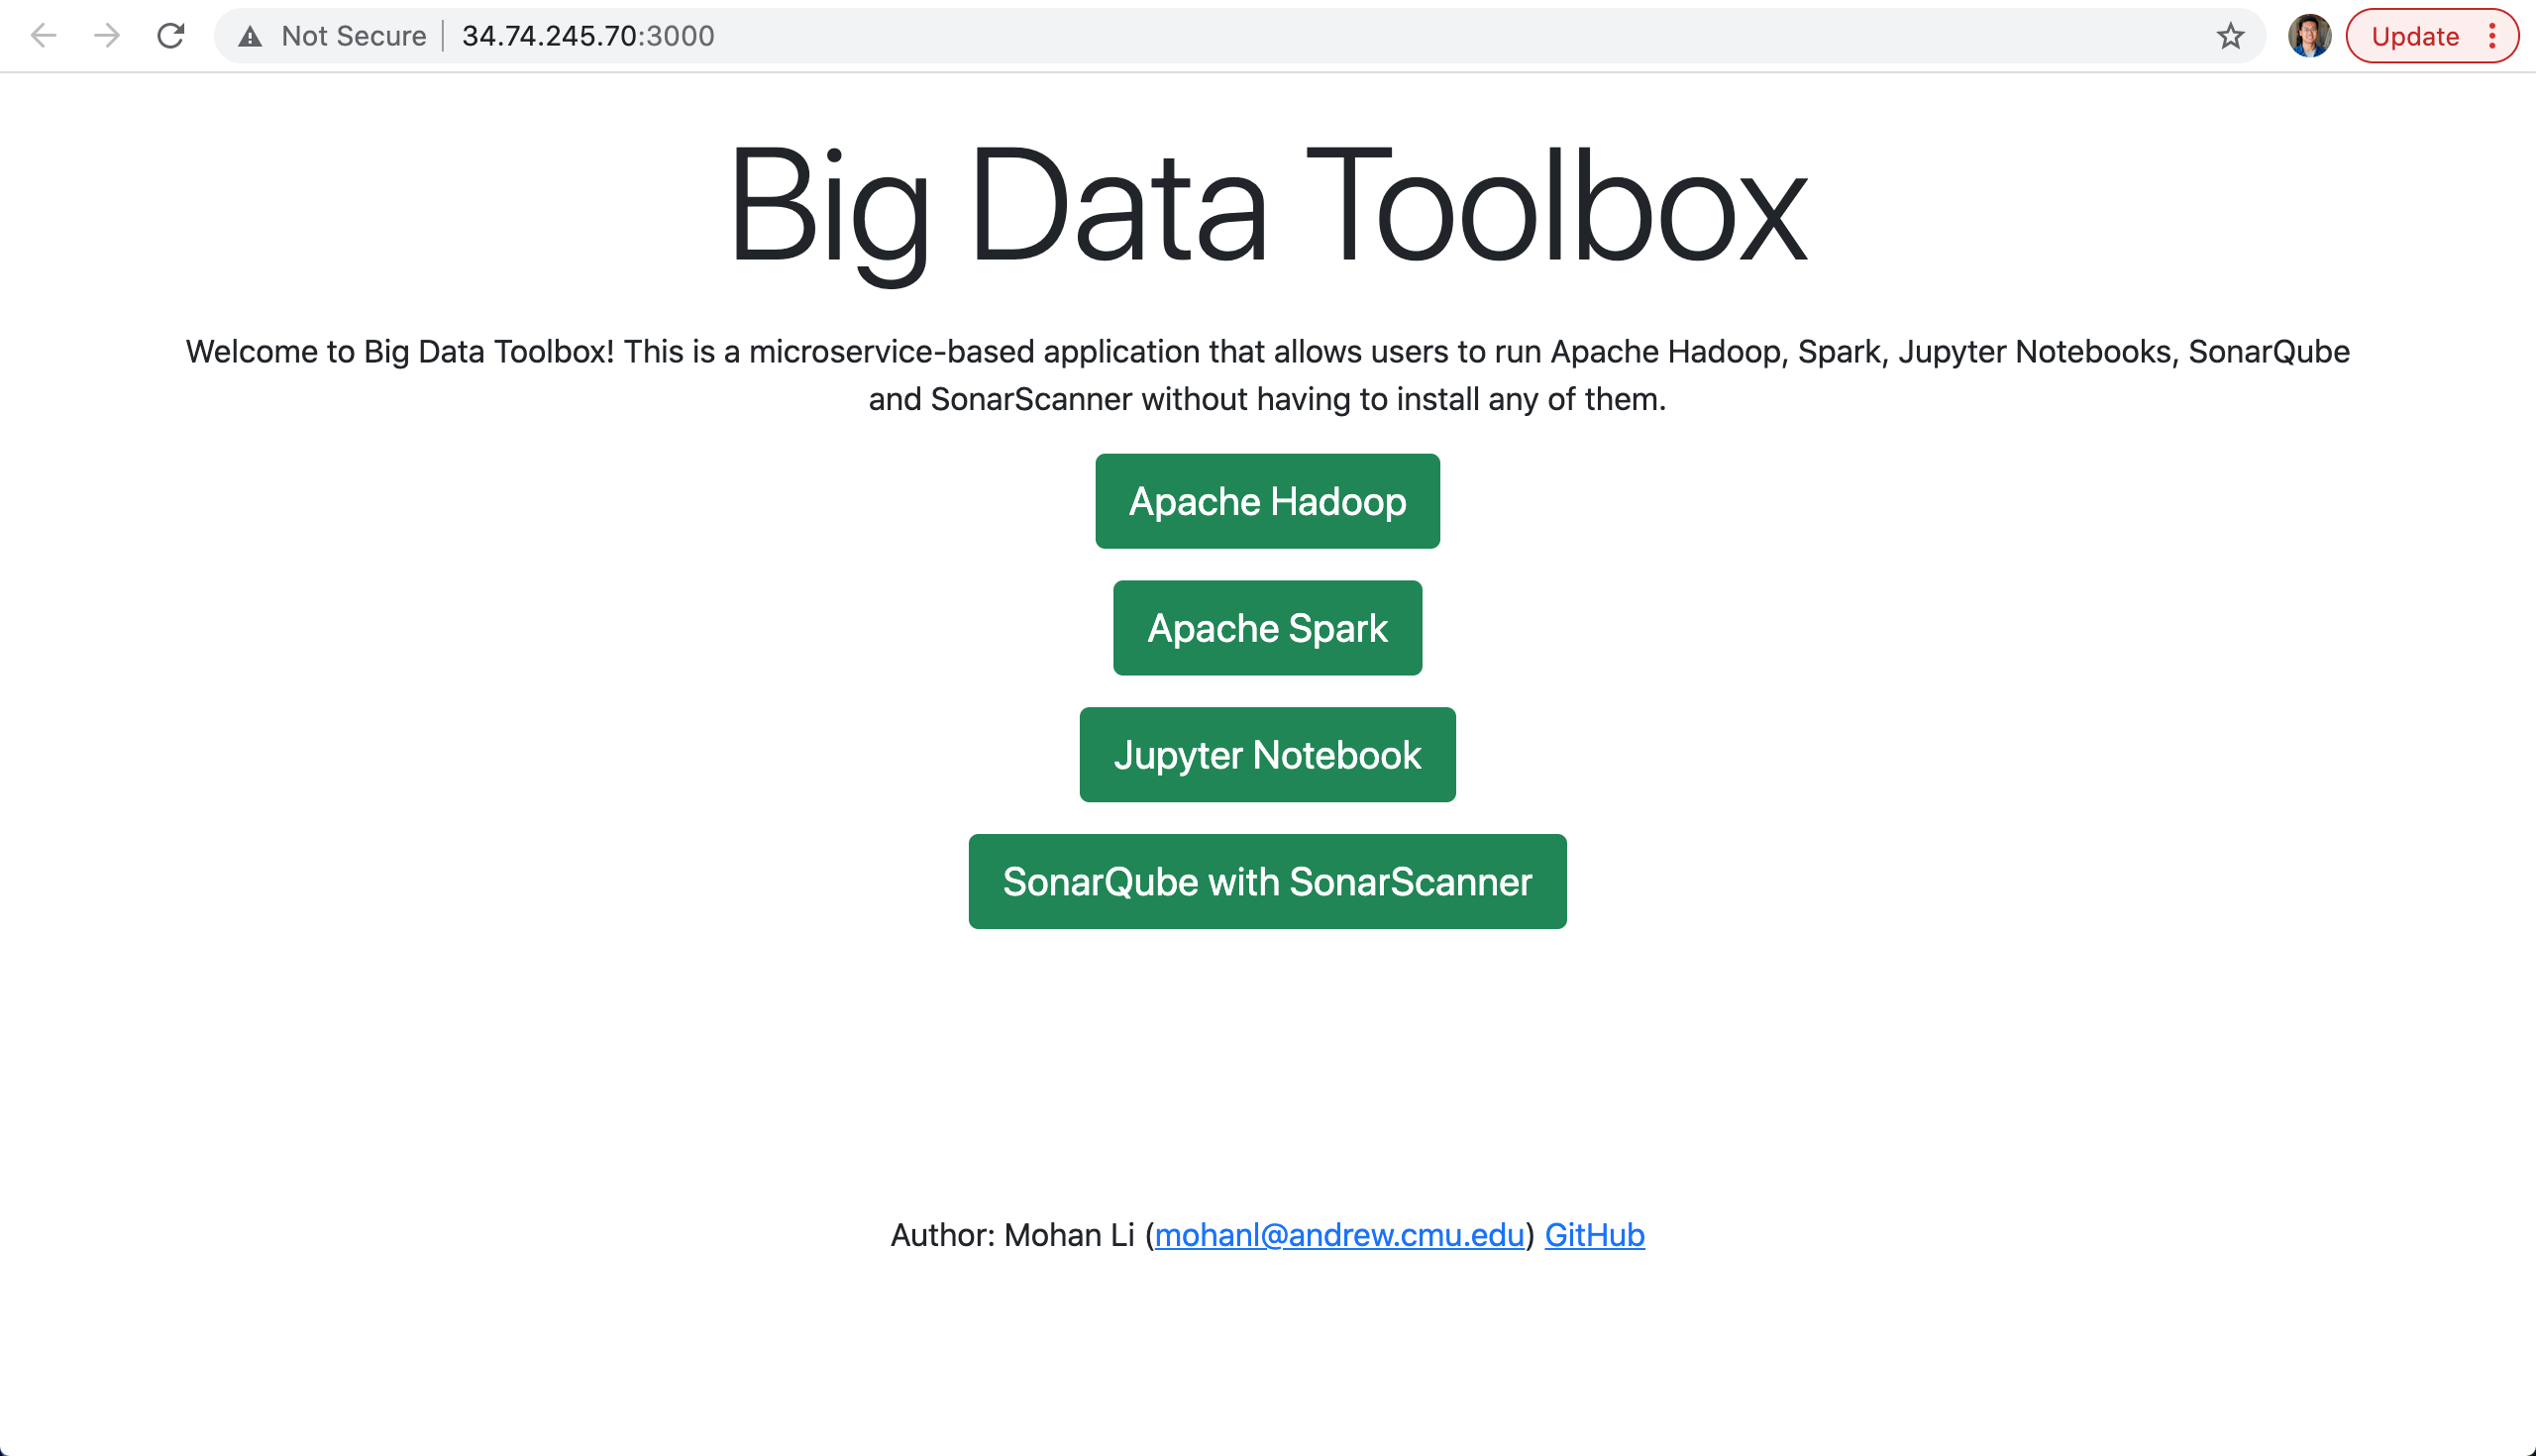 Not Secure 34.74.245.70:3000 Update
Big Data Toolbox
Welcome to Big Data Toolbox! This is a microservice-based application that allows users to run Apache Hadoop, Spark, Jupyter Notebooks, SonarQube
and SonarScanner without having to install any of them.
Apache Hadoop
Apache Spark
Jupyter Notebook
SonarQube with SonarScanner
Author: Mohan Li (mohanl@andrew.cmu.edu) GitHub